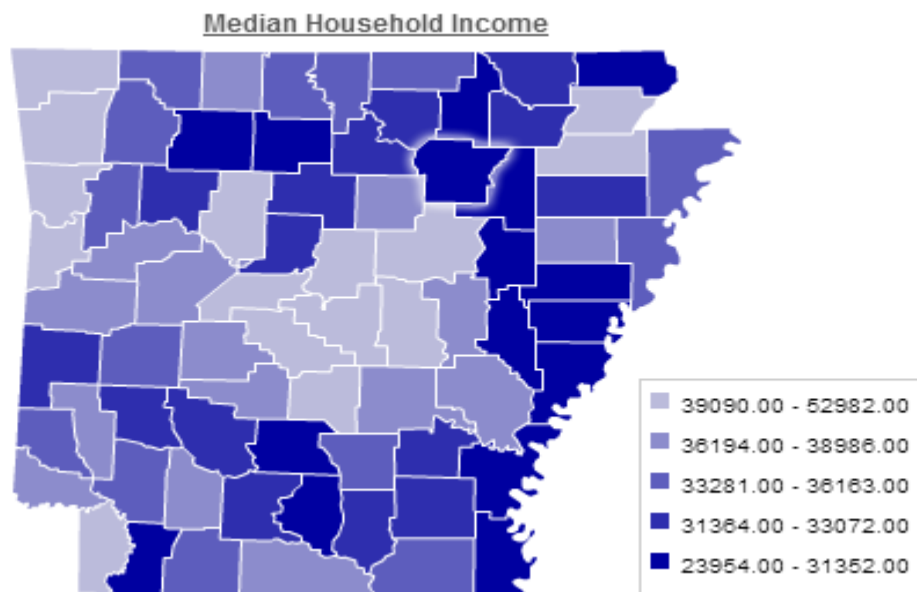 Median Household Income
39090.00 - 52982.00
36194.00 - 38986.00
33281.00 - 36163.00
31364.00 - 33072.00
23954.00 - 31352.00